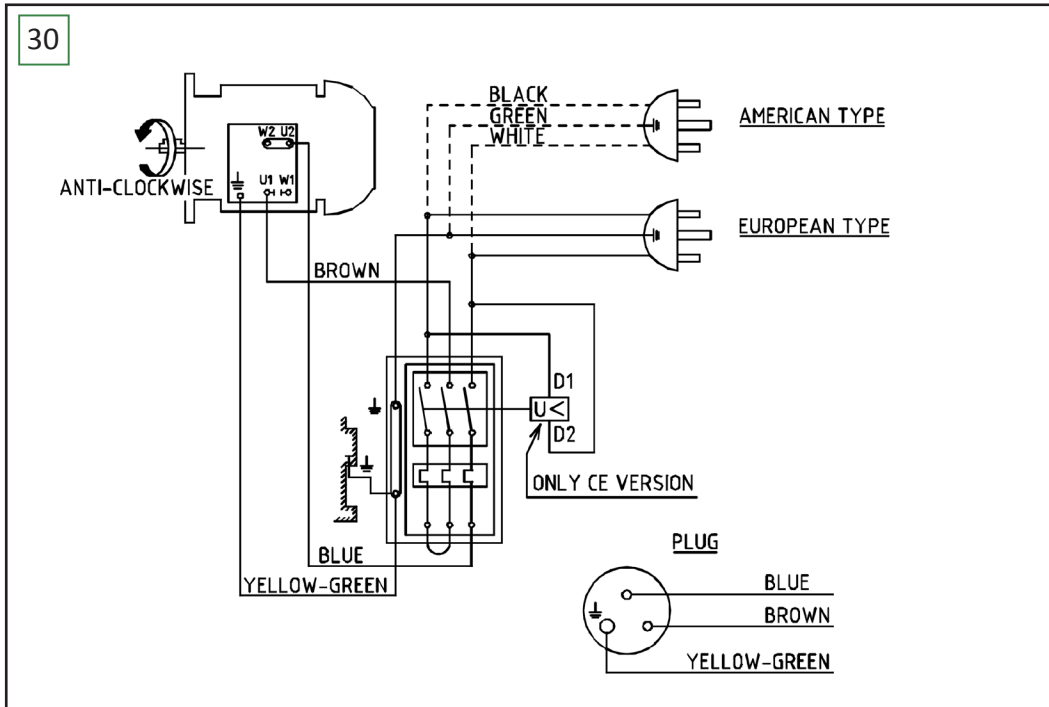 30
BLACK
GREEN
WHITE
AMERICAN TYPE
W2 U2
U1 W1
ANTI-CLOCKWISE
EUROPEAN TYPE
BROWN
D1
U<
D2
ONLY CE VERSION
BLUE
YELLOW-GREEN
PLUG
BLUE
BROWN
YELLOW-GREEN